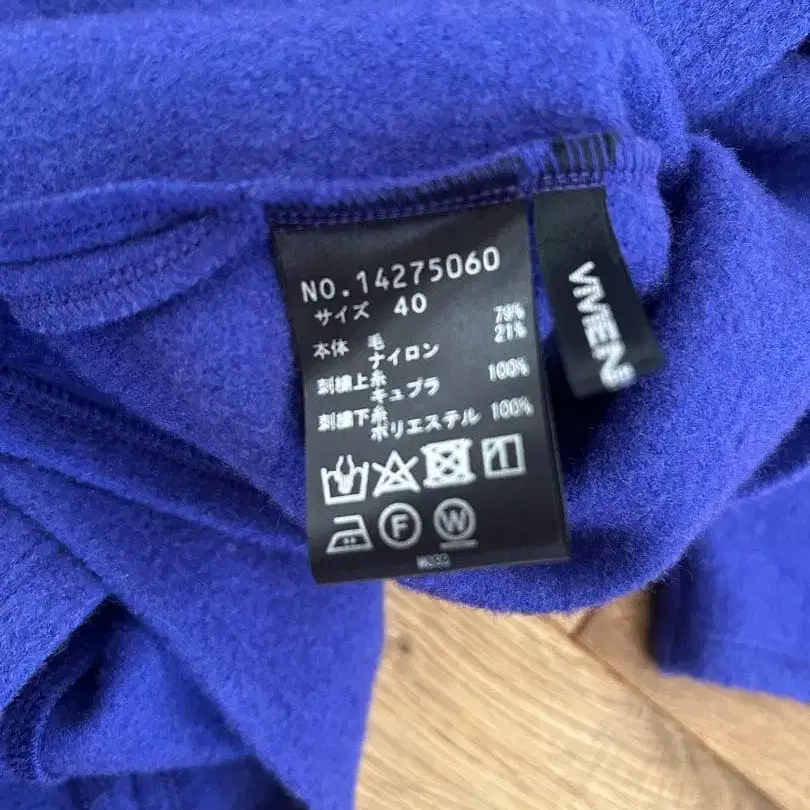 NO.14275060
サイズ 40
本体 毛 79%
ナイロン 21%
刺繍上糸
キュプラ 100%
刺繍下糸
ポリエステル 100%
F W
VIVIEN